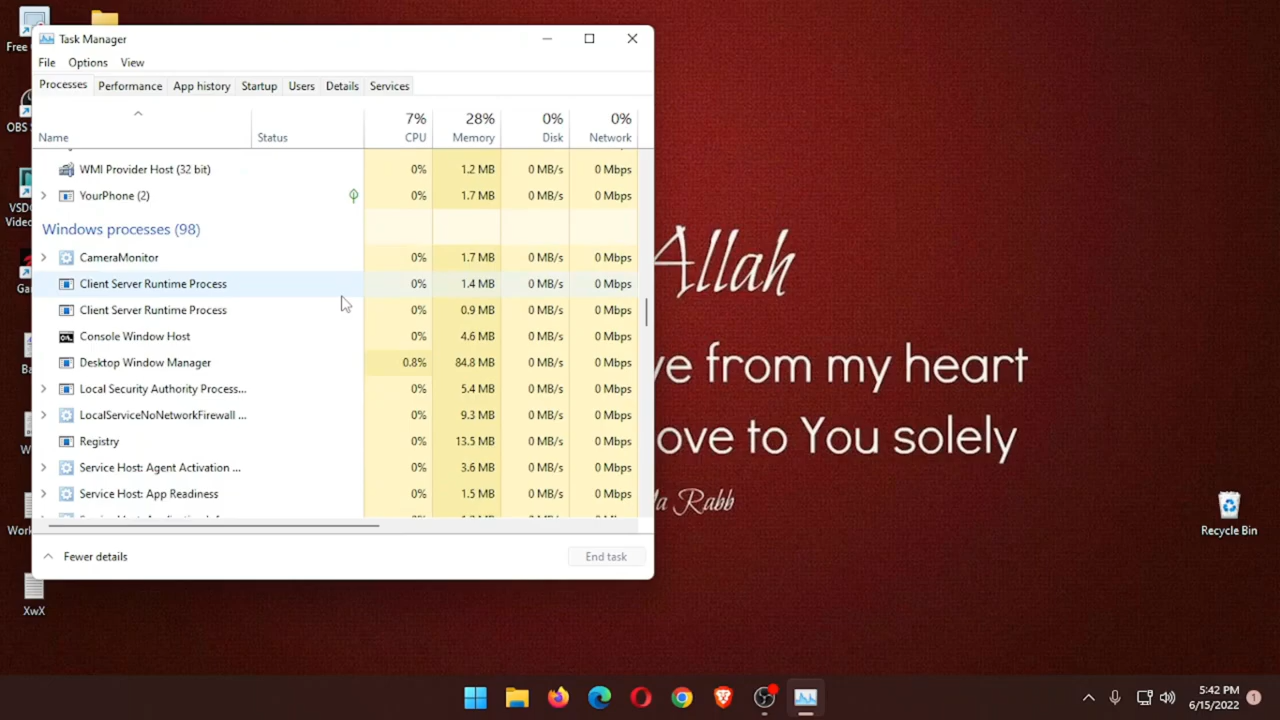 Free
OBS S
VSDC
Video
Ga
Ba
W
Work
XwX
Task Manager
File Options View
Processes Performance App history Startup Users Details Services
7% 28% 0% 0%
Name Status CPU Memory Disk Network
WMI Provider Host (32 bit) 0% 1.2 MB 0 MB/s 0 Mbps
YourPhone (2) 0% 1.7 MB 0 MB/s 0 Mbps
Windows processes (98)
CameraMonitor 0% 1.7 MB 0 MB/s 0 Mbps
Client Server Runtime Process 0% 1.4 MB 0 MB/s 0 Mbps
Client Server Runtime Process 0% 0.9 MB 0 MB/s 0 Mbps
Console Window Host 0% 4.6 MB 0 MB/s 0 Mbps
Desktop Window Manager 0.8% 84.8 MB 0 MB/s 0 Mbps
Local Security Authority Process... 0% 5.4 MB 0 MB/s 0 Mbps
LocalServiceNoNetworkFirewall ... 0% 9.3 MB 0 MB/s 0 Mbps
Registry 0% 13.5 MB 0 MB/s 0 Mbps
Service Host: Agent Activation ... 0% 3.6 MB 0 MB/s 0 Mbps
Service Host: App Readiness 0% 1.5 MB 0 MB/s 0 Mbps
Fewer details End task
Allah
ve from my heart
ove to You solely
Ya Rabb
Recycle Bin
5:42 PM
6/15/2022
1